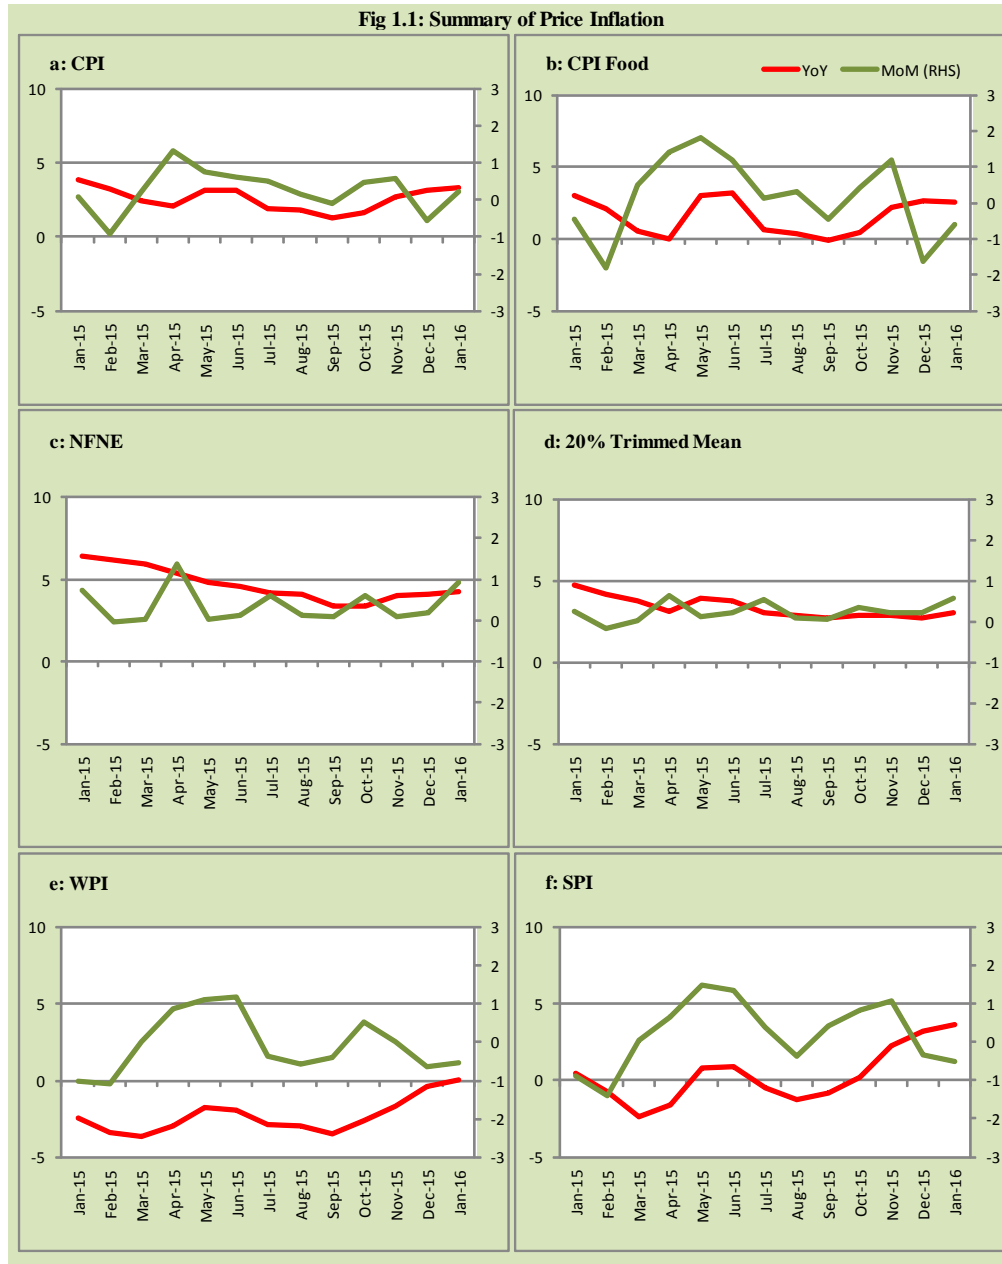 Fig 1.1: Summary of Price Inflation
a: CPI
10
5
0
-5
3
2
1
0
-1
-2
-3
Jan-15
Feb-15
Mar-15
Apr-15
May-15
Jun-15
Jul-15
Aug-15
Sep-15
Oct-15
Nov-15
Dec-15
Jan-16
b: CPI Food
YoY
MoM (RHS)
10
5
0
-5
3
2
1
0
-1
-2
-3
Jan-15
Feb-15
Mar-15
Apr-15
May-15
Jun-15
Jul-15
Aug-15
Sep-15
Oct-15
Nov-15
Dec-15
Jan-16
c: NFNE
10
5
0
-5
3
2
1
0
-1
-2
-3
Jan-15
Feb-15
Mar-15
Apr-15
May-15
Jun-15
Jul-15
Aug-15
Sep-15
Oct-15
Nov-15
Dec-15
Jan-16
d: 20% Trimmed Mean
10
5
0
-5
3
2
1
0
-1
-2
-3
Jan-15
Feb-15
Mar-15
Apr-15
May-15
Jun-15
Jul-15
Aug-15
Sep-15
Oct-15
Nov-15
Dec-15
Jan-16
e: WPI
10
5
0
-5
3
2
1
0
-1
-2
-3
Jan-15
Feb-15
Mar-15
Apr-15
May-15
Jun-15
Jul-15
Aug-15
Sep-15
Oct-15
Nov-15
Dec-15
Jan-16
f: SPI
10
5
0
-5
3
2
1
0
-1
-2
-3
Jan-15
Feb-15
Mar-15
Apr-15
May-15
Jun-15
Jul-15
Aug-15
Sep-15
Oct-15
Nov-15
Dec-15
Jan-16